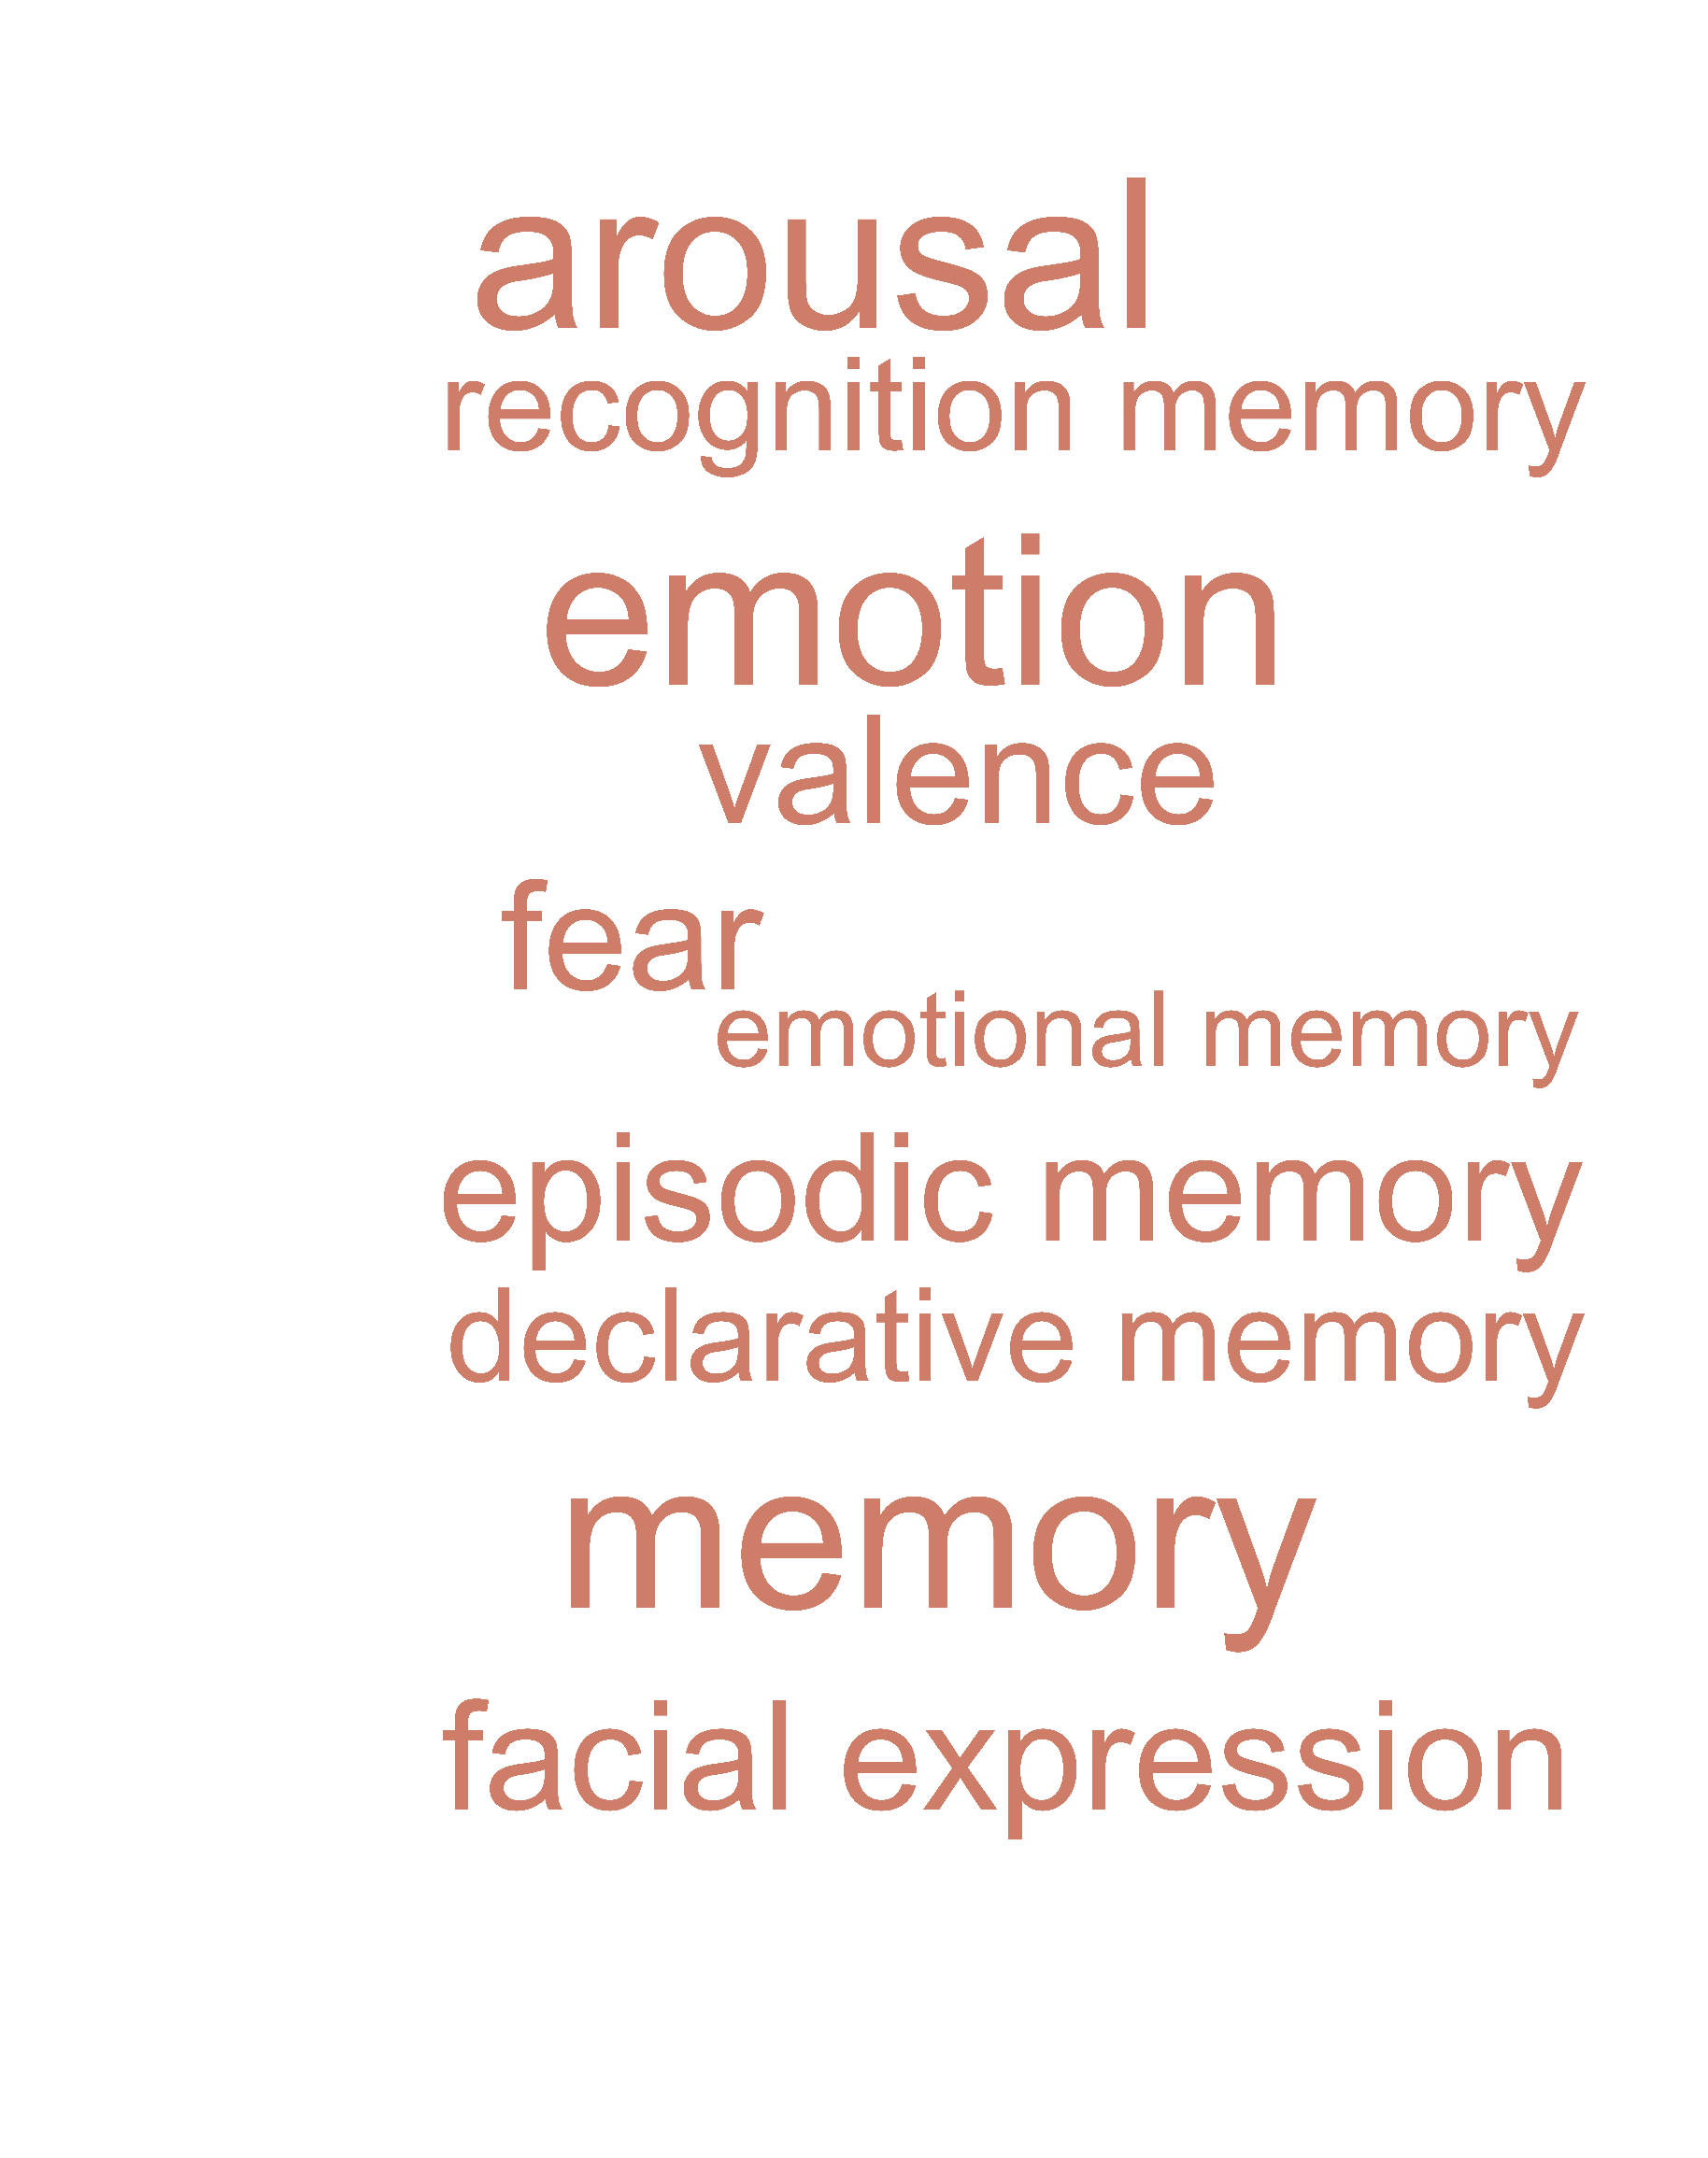 arousal
recognition memory
emotion
valence
fear
emotional memory
episodic memory
declarative memory
memory
facial expression